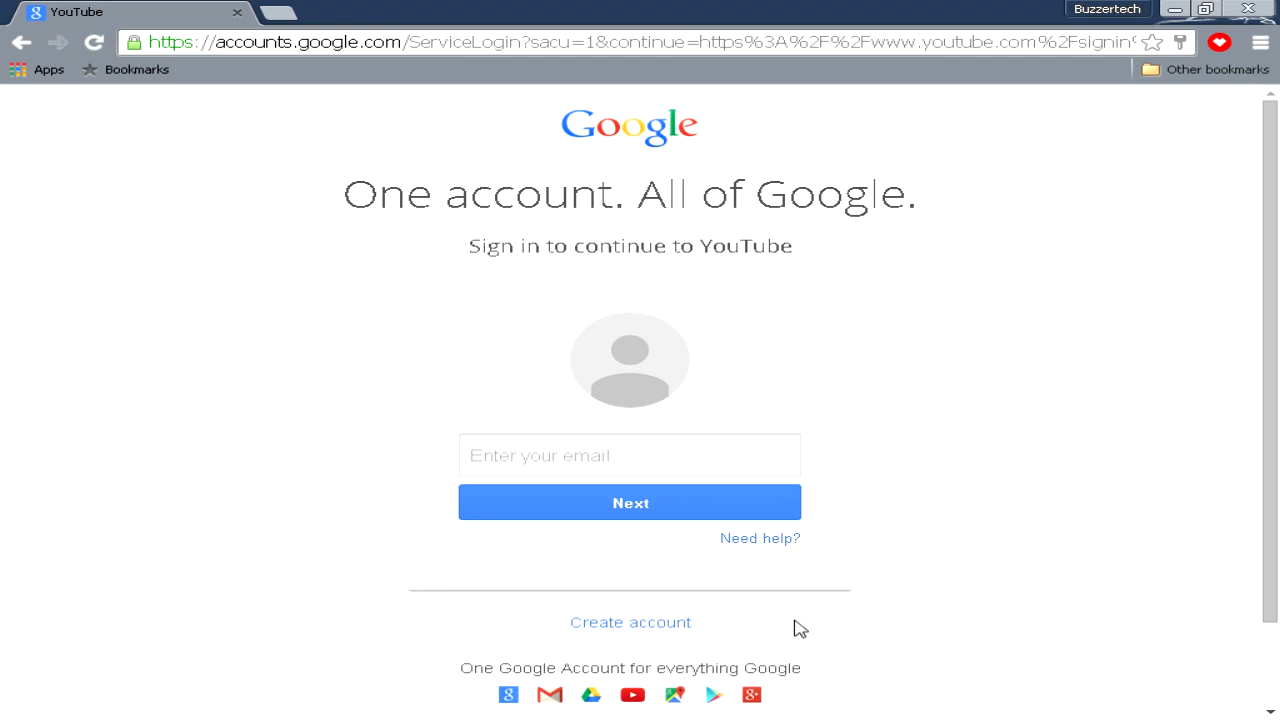 YouTube
Buzzertech
https://accounts.google.com/ServiceLogin?sacu=1&continue=https%3A%2F%2Fwww.youtube.com%2Fsignin%
Apps
Bookmarks
Other bookmarks
Google
One account. All of Google.
Sign in to continue to YouTube
Enter your email
Next
Need help?
Create account
One Google Account for everything Google